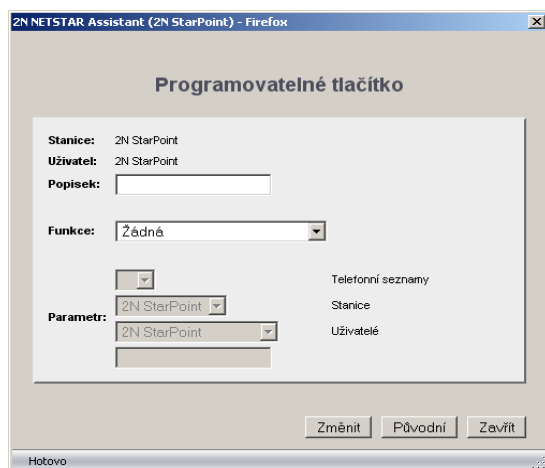 2N NETSTAR Assistant (2N StarPoint) - Firefox
Programovatelné tlačítko
Stanice: 2N StarPoint
Uživatel: 2N StarPoint
Popisek:
Funkce: Žádná
Telefonní seznamy
2N StarPoint Stanice
Parametr:
2N StarPoint Uživatelé
Změnit Původní Zavřít
Hotovo